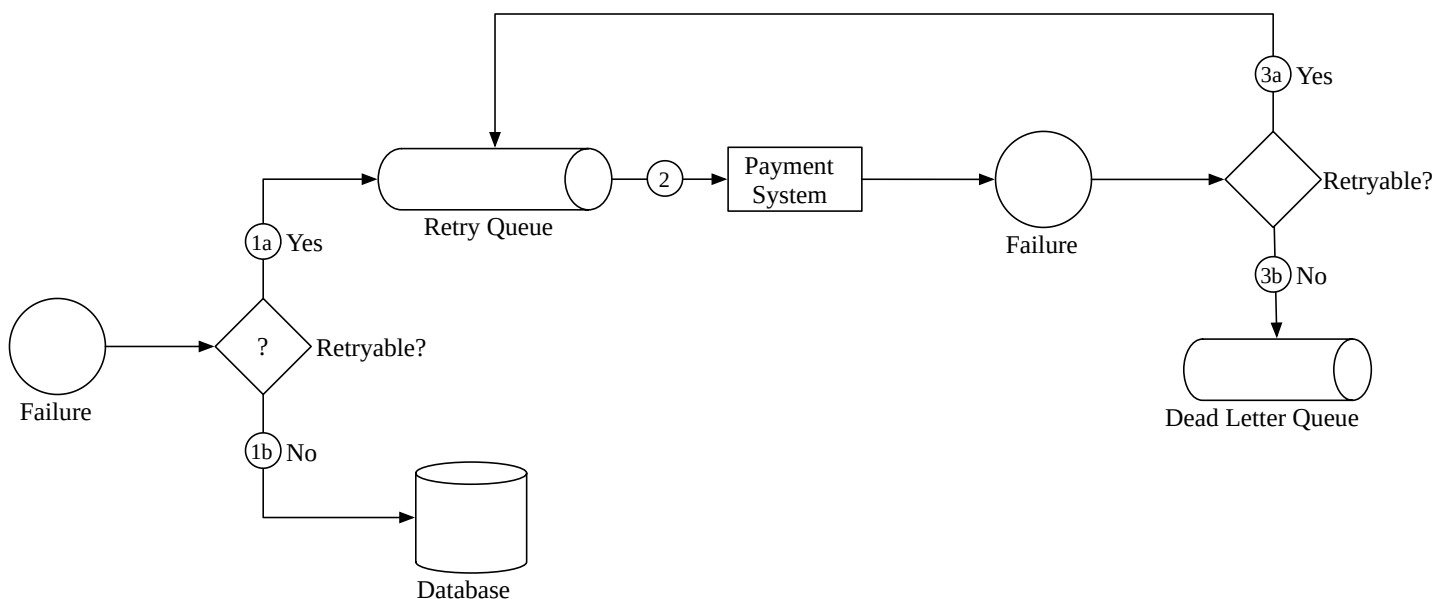 3a Yes
2
Payment
System
Retryable?
Retry Queue
1a Yes
Failure
3b No
?
Retryable?
Failure
Dead Letter Queue
1b No
Database